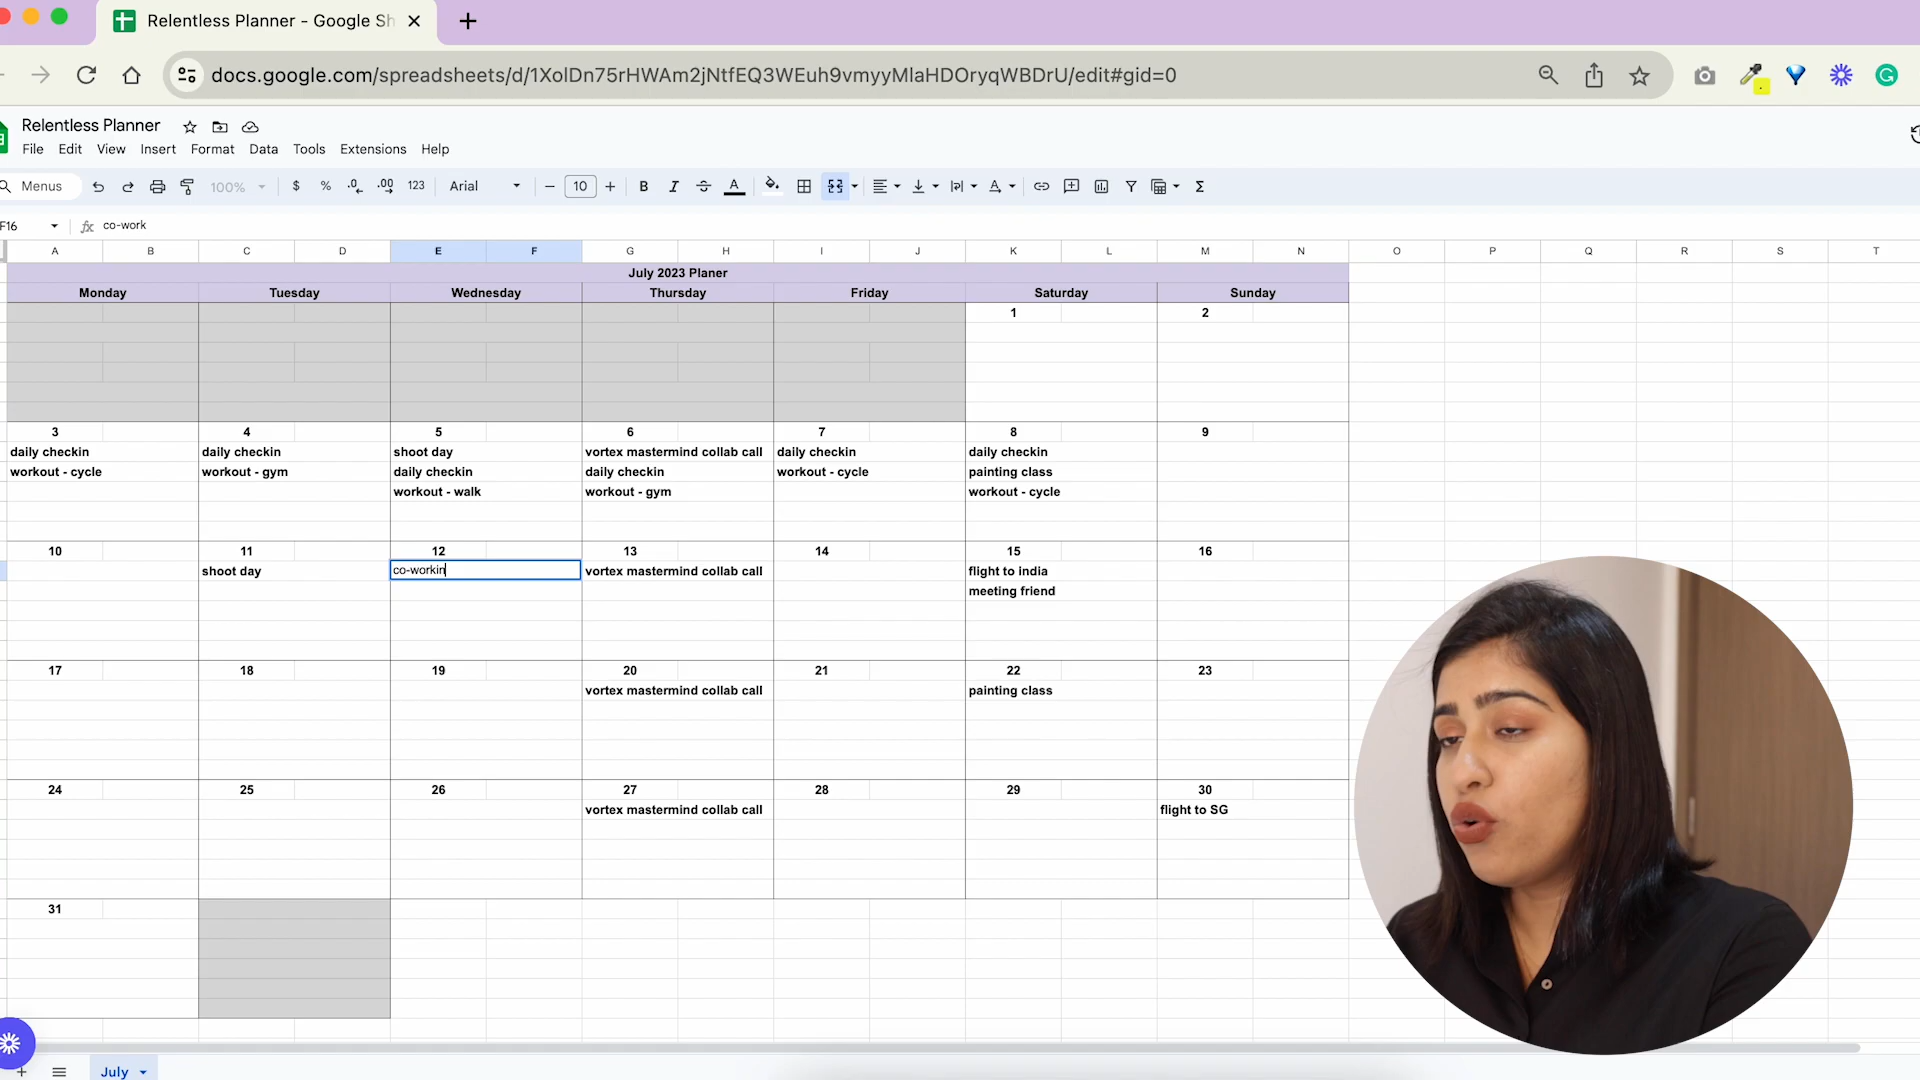 Relentless Planner - Google Sh
docs.google.com/spreadsheets/d/1XolDn75rHWAm2jNtfEQ3WEuh9vmyyMlaHDOryqWBDrU/edit#gid=0
Relentless Planner
File Edit View Insert Format Data Tools Extensions Help
Menus 100% $ % .0 .00 123 Arial 10 B I S A
F16 fx co-work
A B C D E F G H I J K L M N O P Q R S T
July 2023 Planer
Monday Tuesday Wednesday Thursday Friday Saturday Sunday
1 2
3 4 5 6 7 8 9
daily checkin daily checkin shoot day vortex mastermind collab call daily checkin daily checkin
workout - cycle workout - gym daily checkin daily checkin workout - cycle painting class
workout - walk workout - gym workout - cycle
10 11 12 13 14 15 16
shoot day co-workin vortex mastermind collab call flight to india
meeting friend
17 18 19 20 21 22 23
vortex mastermind collab call painting class
24 25 26 27 28 29 30
vortex mastermind collab call flight to SG
31
July